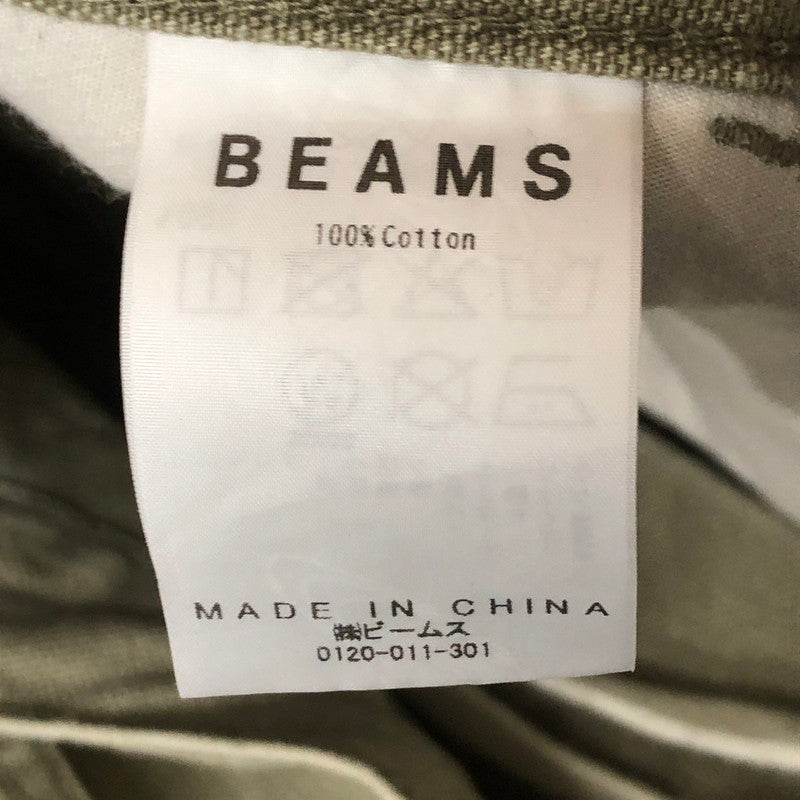 BEAMS
100% Cotton
MADE IN CHINA
㈱ビームス
0120-011-301